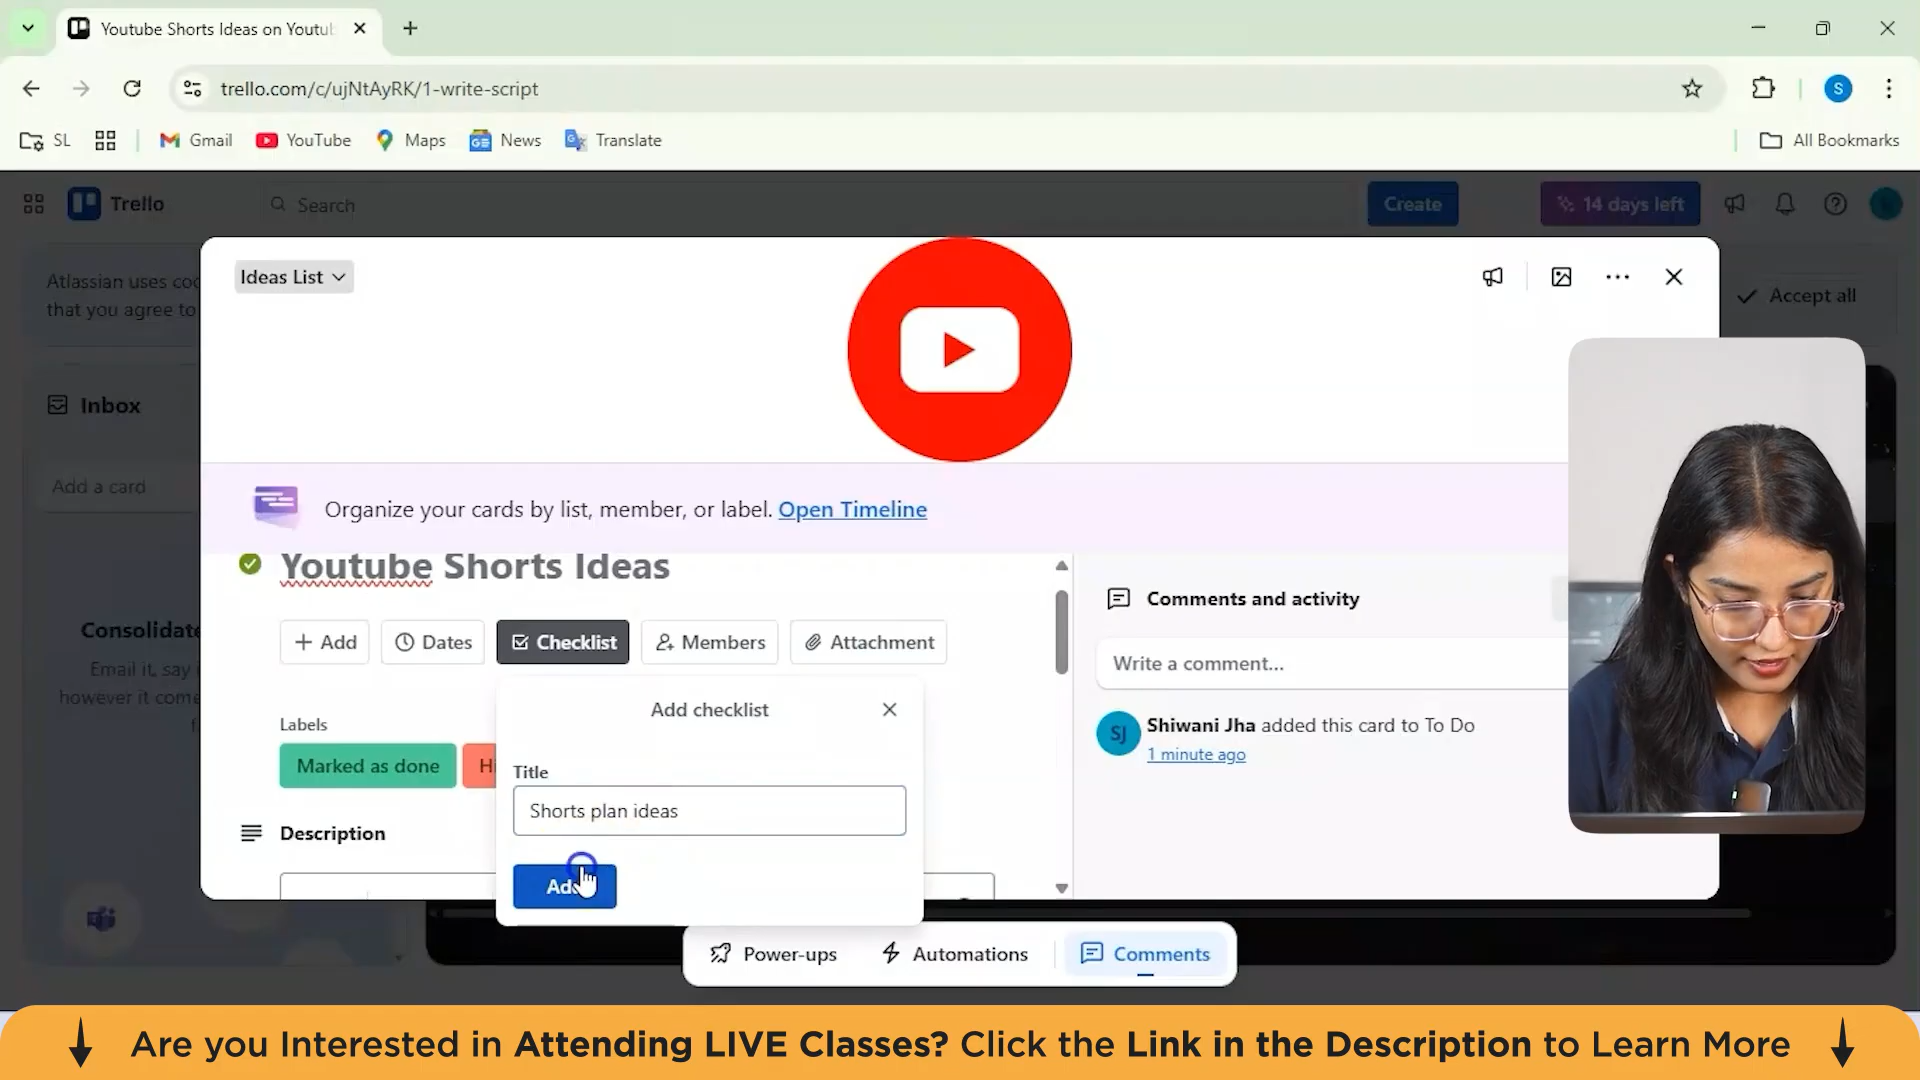 Youtube Shorts Ideas on Youtu
trello.com/c/ujNtAyRK/1-write-script
S
SL
Gmail
YouTube
Maps
News
Translate
All Bookmarks
Trello
Search
Create
14 days left
Atlassian uses
that you agree to
Accept all
Ideas List
Inbox
Add a card
Organize your cards by list, member, or label. Open Timeline
Youtube Shorts Ideas
Add
Dates
Checklist
Members
Attachment
Comments and activity
Write a comment...
Consolidate
Email it, say
however it come
Labels
Marked as done
Add checklist
Title
Shorts plan ideas
SJ
Shiwani Jha added this card to To Do
1 minute ago
Description
Power-ups
Automations
Comments
Are you Interested in Attending LIVE Classes? Click the Link in the Description to Learn More